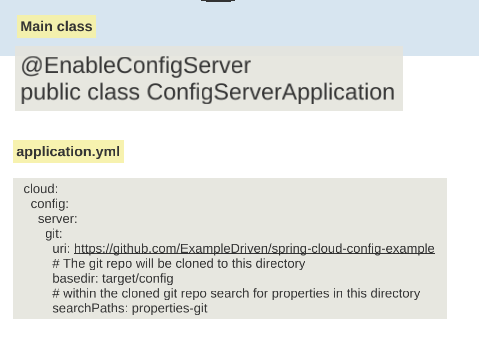 Main class
@EnableConfigServer
public class ConfigServerApplication
application.yml
cloud:
config:
server:
git:
uri: https://github.com/ExampleDriven/spring-cloud-config-example
# The git repo will be cloned to this directory
basedir: target/config
# within the cloned git repo search for properties in this directory
searchPaths: properties-git